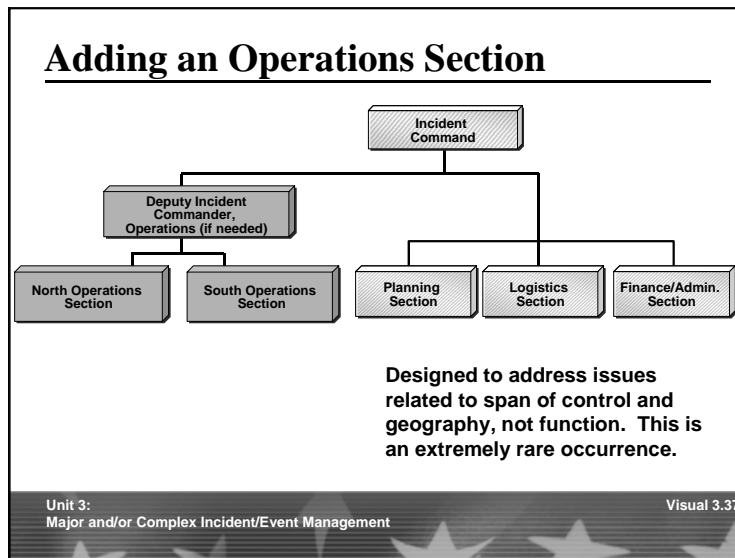 Adding an Operations Section
Incident
Command
Deputy Incident
Commander,
Operations (if needed)
North Operations
Section
South Operations
Section
Planning
Section
Logistics
Section
Finance/Admin.
Section
Designed to address issues
related to span of control and
geography, not function.  This is
an extremely rare occurrence.
Unit 3:
Major and/or Complex Incident/Event Management
Visual 3.37